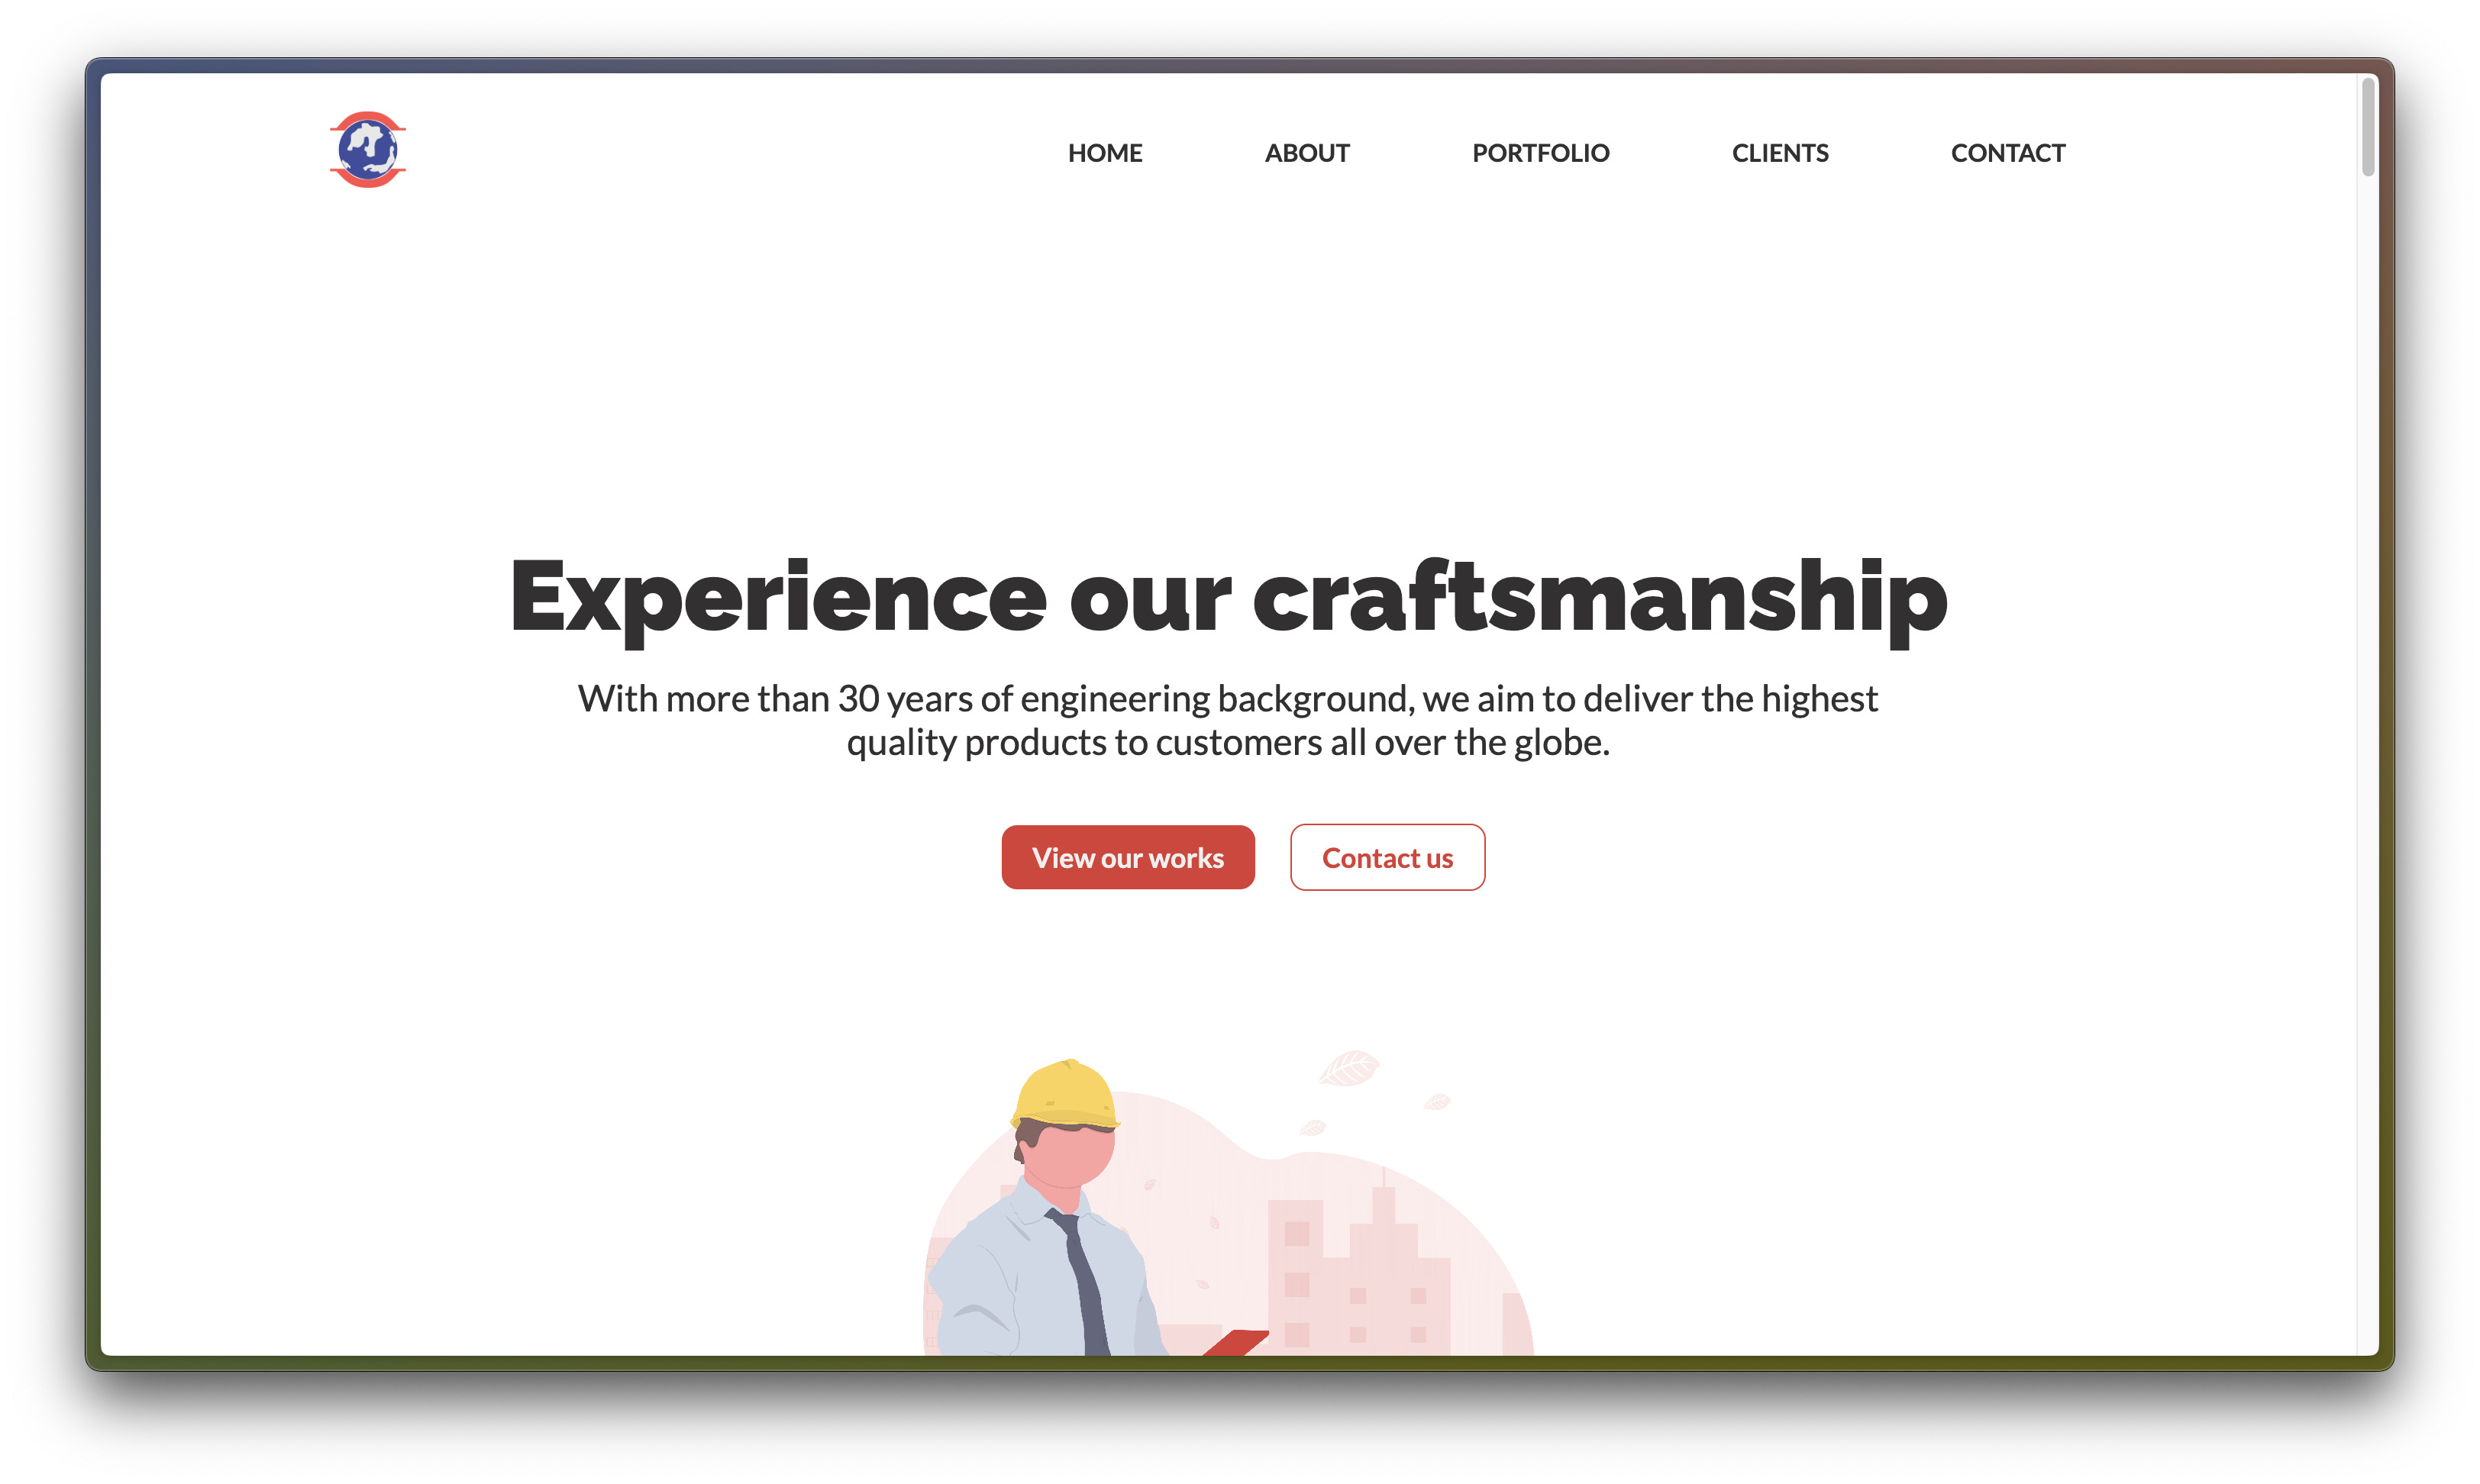 HOME ABOUT PORTFOLIO CLIENTS CONTACT
Experience our craftsmanship
With more than 30 years of engineering background, we aim to deliver the highest
quality products to customers all over the globe.
View our works Contact us